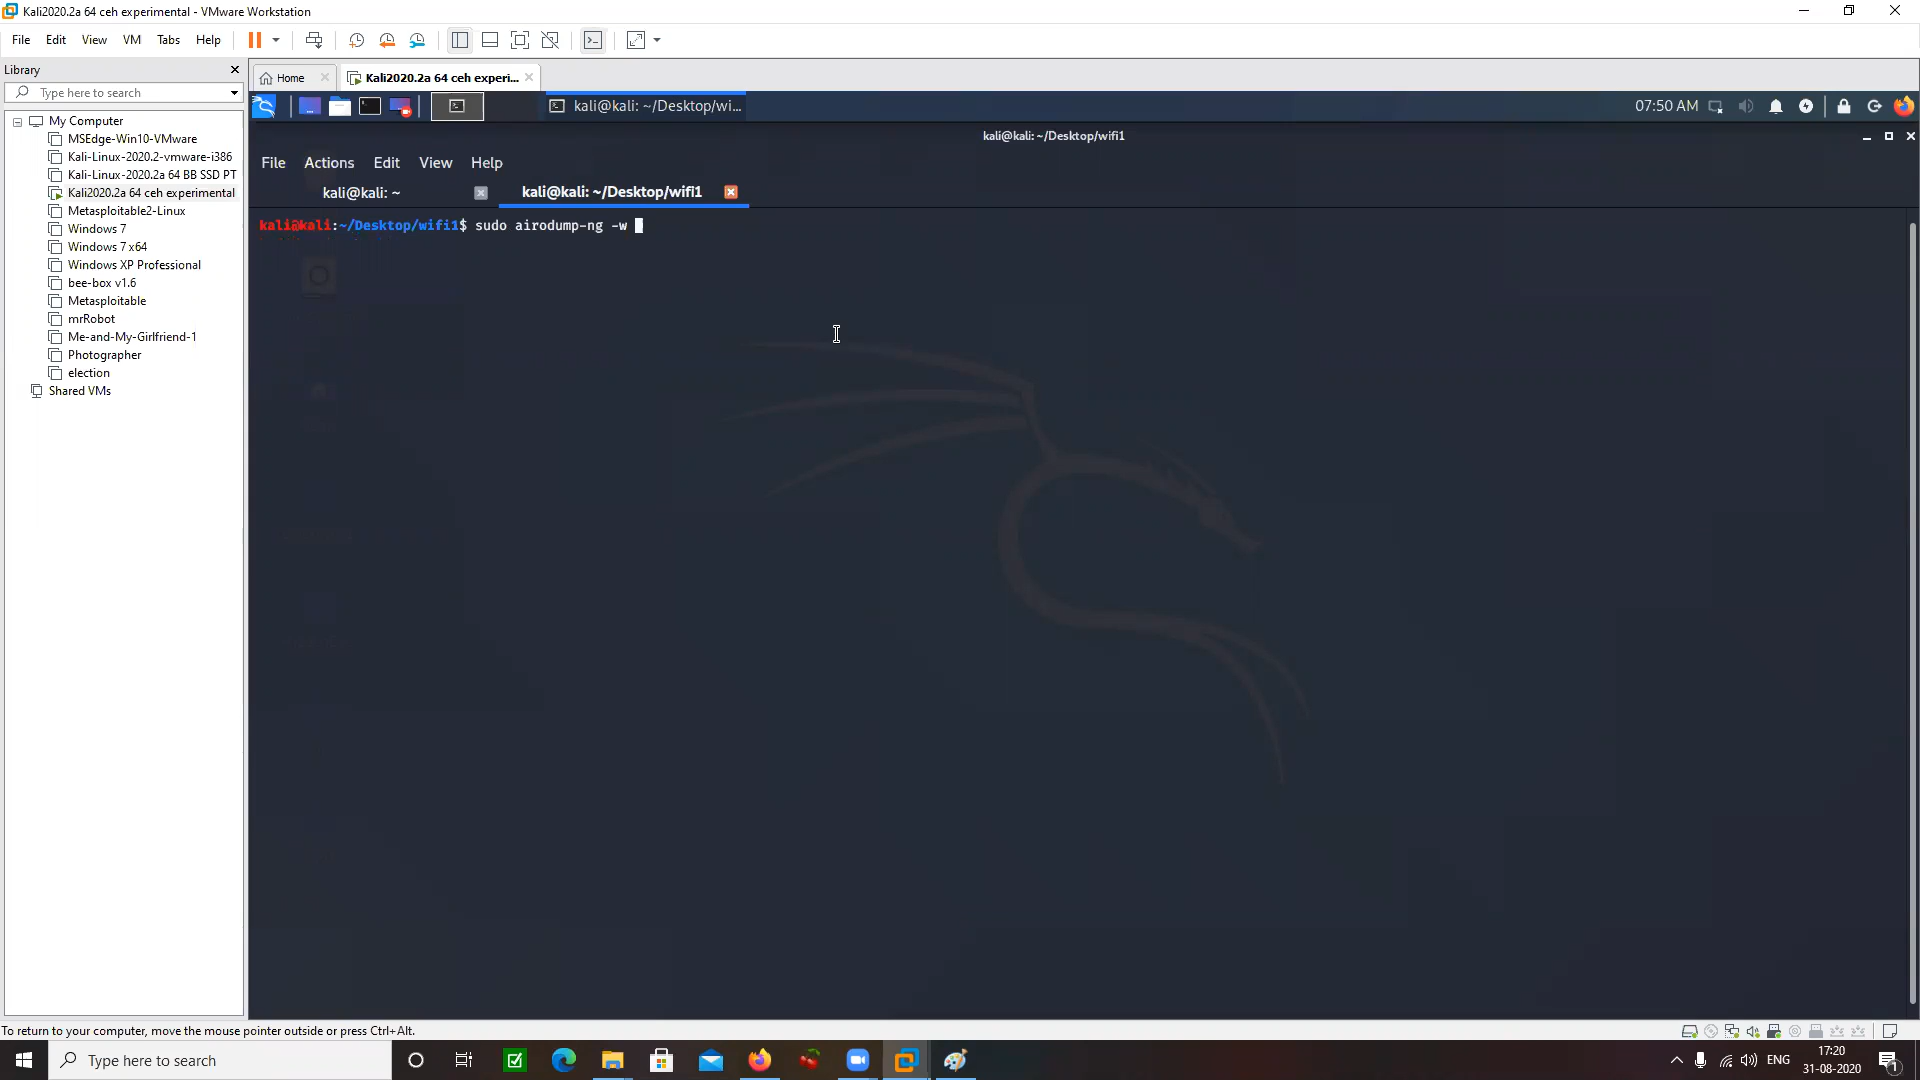 Kali2020.2a 64 ceh experimental - VMware Workstation
File Edit View VM Tabs Help
Library
Type here to search
My Computer
MSEdge-Win10-VMware
Kali-Linux-2020.2-vmware-i386
Kali-Linux-2020.2a 64 BB SSD PT
Kali2020.2a 64 ceh experimental
Metasploitable2-Linux
Windows 7
Windows 7 x64
Windows XP Professional
bee-box v1.6
Metasploitable
mrRobot
Me-and-My-Girlfriend-1
Photographer
election
Shared VMs
Home Kali2020.2a 64 ceh experi...
kali@kali: ~/Desktop/wi... 07:50 AM
kali@kali: ~/Desktop/wifi1
File Actions Edit View Help
kali@kali: ~ kali@kali: ~/Desktop/wifi1
kali@kali:~/Desktop/wifi1$ sudo airodump-ng -w
To return to your computer, move the mouse pointer outside or press Ctrl+Alt.
Type here to search
ENG
17:20
31-08-2020
1